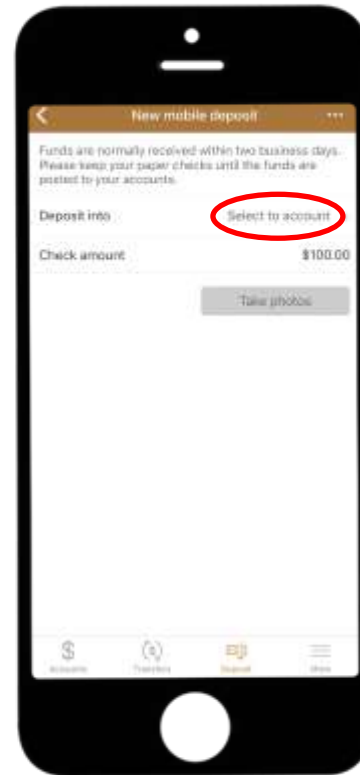 New mobile deposit
Funds are normally received within two business days.
Please keep your paper checks until the funds are
posted to your accounts.
Deposit into Select to account
Check amount $100.00
Take photos
Accounts Transfers Deposit More